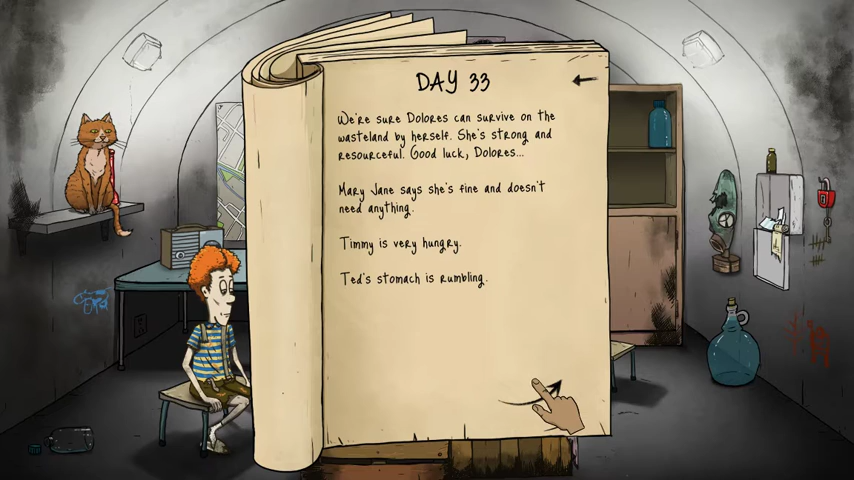 DAY 33
We're sure Dolores can survive on the
wasteland by herself. She's strong and
resourceful. Good luck, Dolores...
Mary Jane says she's fine and doesn't
need anything.
Timmy is very hungry.
Ted's stomach is rumbling.